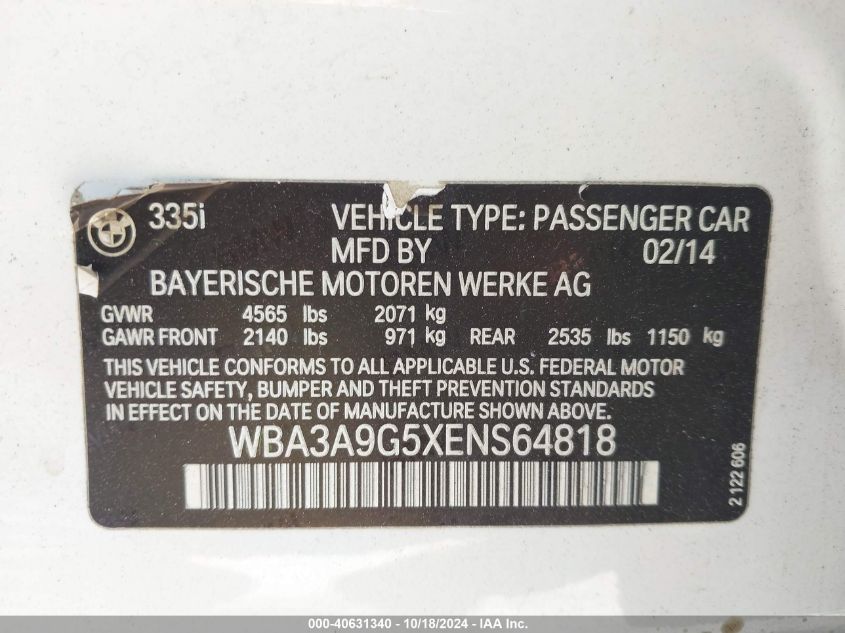 335i VEHICLE TYPE: PASSENGER CAR
MFD BY 02/14
BAYERISCHE MOTOREN WERKE AG
GVWR 4565 lbs 2071 kg
GAWR FRONT 2140 lbs 971 kg REAR 2535 lbs 1150 kg
THIS VEHICLE CONFORMS TO ALL APPLICABLE U.S. FEDERAL MOTOR
VEHICLE SAFETY, BUMPER AND THEFT PREVENTION STANDARDS
IN EFFECT ON THE DATE OF MANUFACTURE SHOWN ABOVE.
WBA3A9G5XENS64818
2 122 606
000-40631340 - 10/18/2024 - © IAA, Inc.